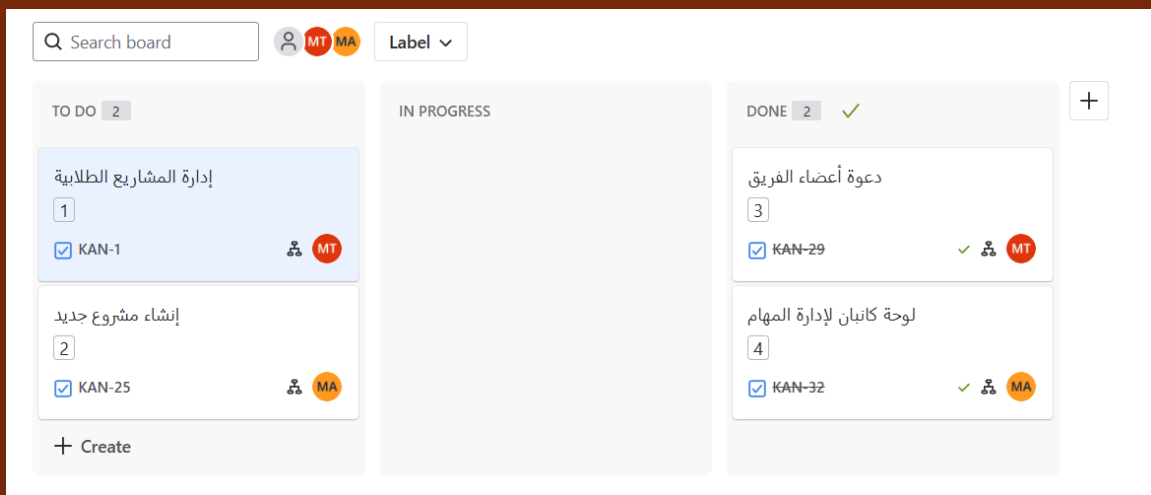 Search board
MT
MA
Label
TO DO 2
إدارة المشاريع الطلابية
1
KAN-1
MT
إنشاء مشروع جديد
2
KAN-25
MA
Create
IN PROGRESS
DONE 2
دعوة أعضاء الفريق
3
KAN-29
MT
لوحة كانبان لإدارة المهام
4
KAN-32
MA